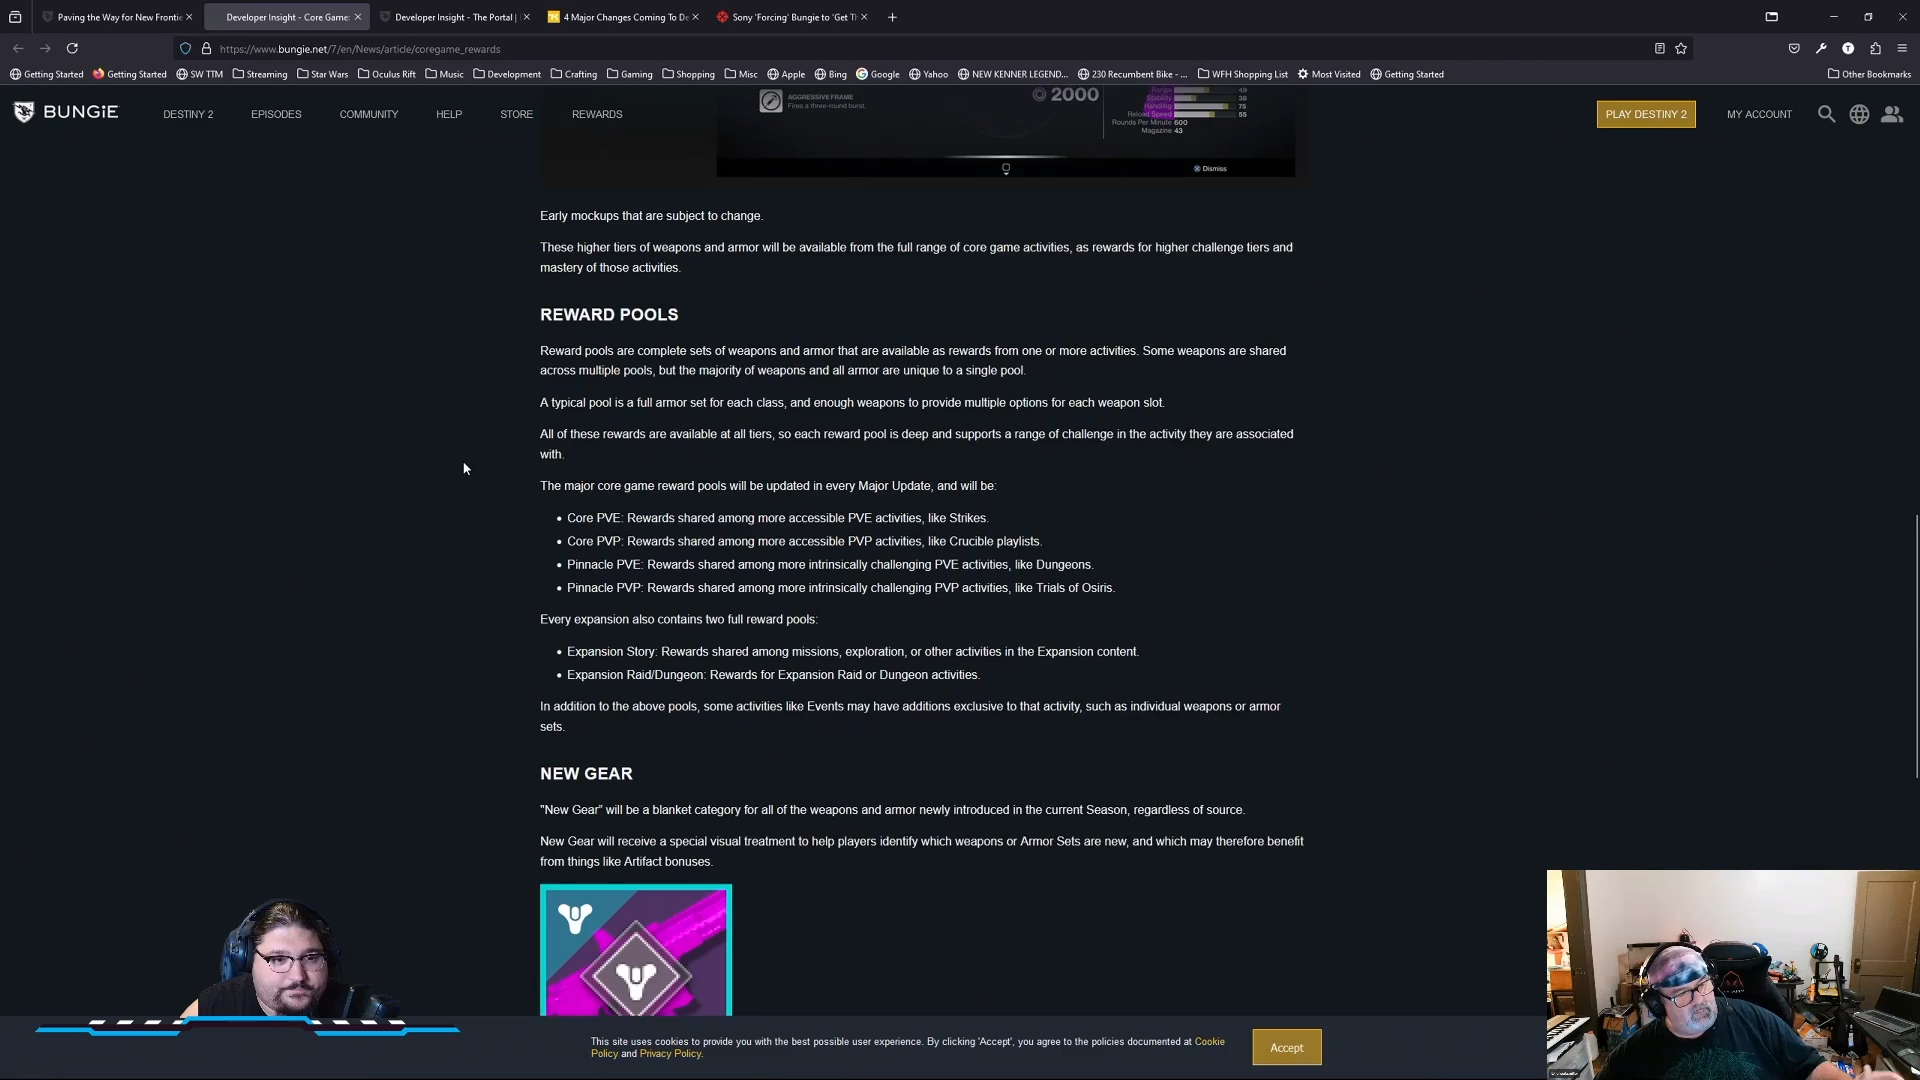 Paving the Way for New Frontie
Developer Insight - Core Game
Developer Insight - The Portal |
4 Major Changes Coming To De
Sony 'Forcing' Bungie to 'Get Th
https://www.bungie.net/7/en/News/article/coregame_rewards
Getting Started
Getting Started
SW TTM
Streaming
Star Wars
Oculus Rift
Music
Development
Crafting
Gaming
Shopping
Misc
Apple
Bing
Google
Yahoo
NEW KENNER LEGEND...
230 Recumbent Bike - ...
WFH Shopping List
Most Visited
Getting Started
Other Bookmarks
BUNGiE
DESTINY 2
EPISODES
COMMUNITY
HELP
STORE
REWARDS
PLAY DESTINY 2
MY ACCOUNT
AGGRESSIVE FRAME
Fires a three-round burst.
2000
Range 49
Stability 38
Handling 75
Reload Speed 55
Rounds Per Minute 600
Magazine 43
Dismiss
Early mockups that are subject to change.
These higher tiers of weapons and armor will be available from the full range of core game activities, as rewards for higher challenge tiers and
mastery of those activities.
REWARD POOLS
Reward pools are complete sets of weapons and armor that are available as rewards from one or more activities. Some weapons are shared
across multiple pools, but the majority of weapons and all armor are unique to a single pool.
A typical pool is a full armor set for each class, and enough weapons to provide multiple options for each weapon slot.
All of these rewards are available at all tiers, so each reward pool is deep and supports a range of challenge in the activity they are associated
with.
The major core game reward pools will be updated in every Major Update, and will be:
• Core PVE: Rewards shared among more accessible PVE activities, like Strikes.
• Core PVP: Rewards shared among more accessible PVP activities, like Crucible playlists.
• Pinnacle PVE: Rewards shared among more intrinsically challenging PVE activities, like Dungeons.
• Pinnacle PVP: Rewards shared among more intrinsically challenging PVP activities, like Trials of Osiris.
Every expansion also contains two full reward pools:
• Expansion Story: Rewards shared among missions, exploration, or other activities in the Expansion content.
• Expansion Raid/Dungeon: Rewards for Expansion Raid or Dungeon activities.
In addition to the above pools, some activities like Events may have additions exclusive to that activity, such as individual weapons or armor
sets.
NEW GEAR
"New Gear" will be a blanket category for all of the weapons and armor newly introduced in the current Season, regardless of source.
New Gear will receive a special visual treatment to help players identify which weapons or Armor Sets are new, and which may therefore benefit
from things like Artifact bonuses.
This site uses cookies to provide you with the best possible user experience. By clicking 'Accept', you agree to the policies documented at Cookie
Policy and Privacy Policy.
Accept